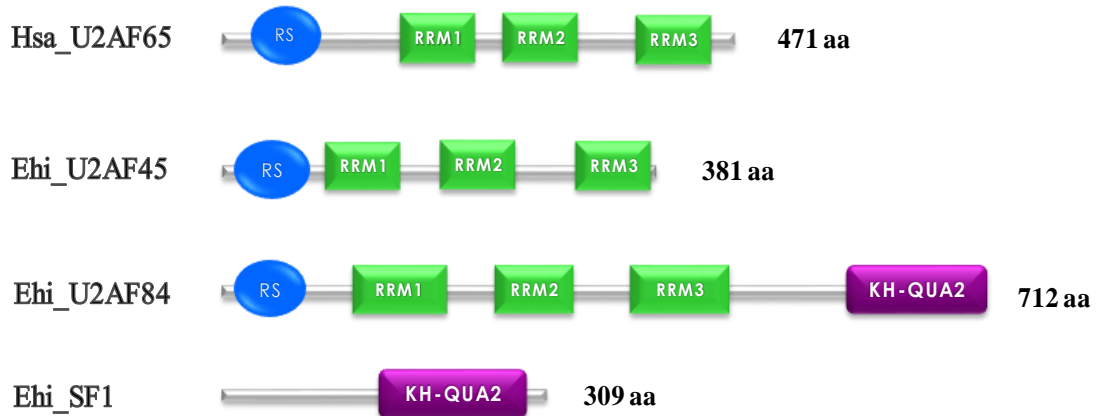 Hsa_U2AF65 RS RRM1 RRM2 RRM3 471 aa
Ehi_U2AF45 RS RRM1 RRM2 RRM3 381 aa
Ehi_U2AF84 RS RRM1 RRM2 RRM3 KH-QUA2 712 aa
Ehi_SF1 KH-QUA2 309 aa